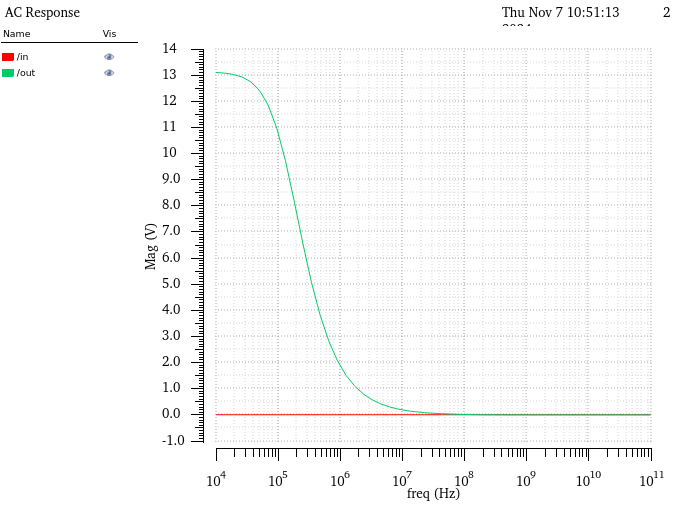 AC Response
Thu Nov 7 10:51:13 2
Name Vis
/in
/out
14
13
12
11
10
9.0
8.0
7.0
6.0
5.0
4.0
3.0
2.0
1.0
0.0
-1.0
Mag (V)
10⁴ 10⁵ 10⁶ 10⁷ 10⁸ 10⁹ 10¹⁰ 10¹¹
freq (Hz)